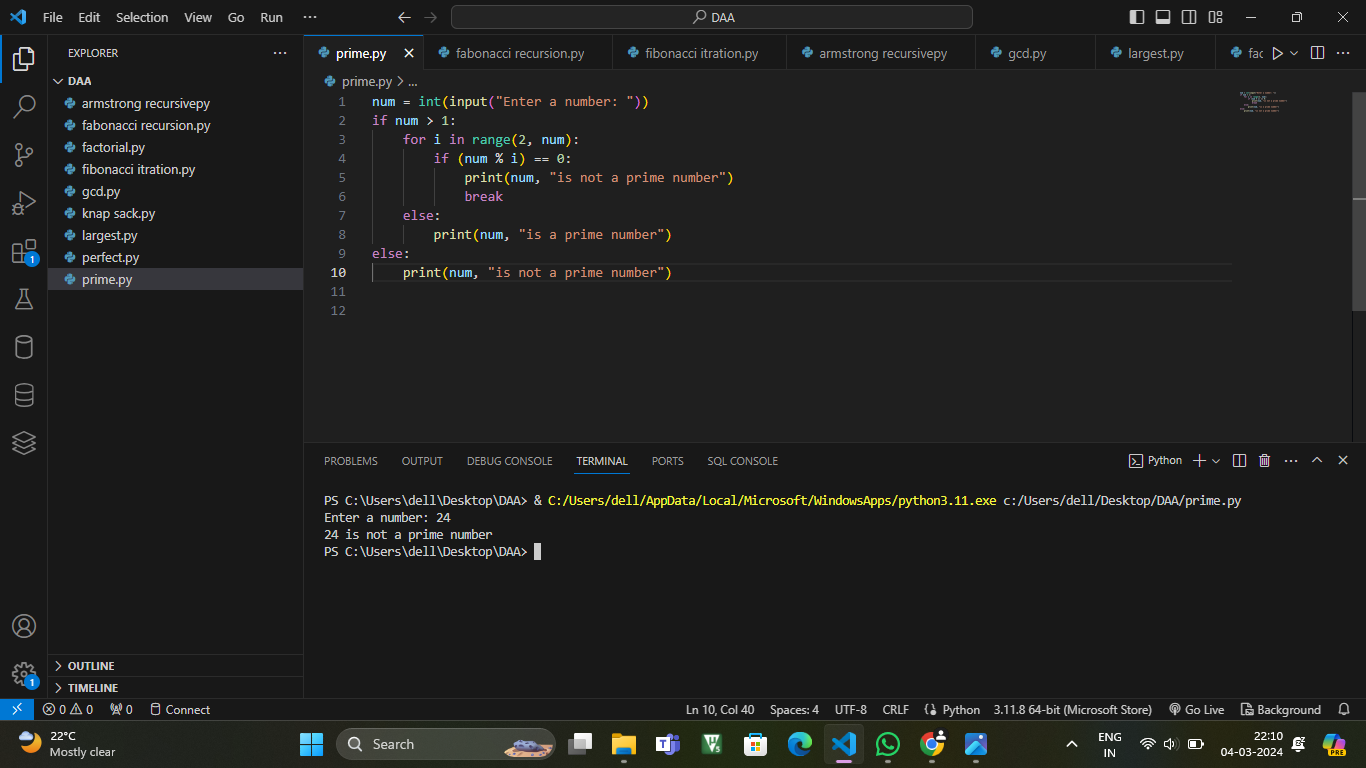 File Edit Selection View Go Run ···
DAA
EXPLORER ···
DAA
armstrong recursivepy
fabonacci recursion.py
factorial.py
fibonacci itration.py
gcd.py
knap sack.py
largest.py
perfect.py
prime.py
OUTLINE
TIMELINE
prime.py fabonacci recursion.py fibonacci itration.py armstrong recursivepy gcd.py largest.py fac
prime.py > ...
1 num = int(input("Enter a number: "))
2 if num > 1:
3 for i in range(2, num):
4 if (num % i) == 0:
5 print(num, "is not a prime number")
6 break
7 else:
8 print(num, "is a prime number")
9 else:
10 print(num, "is not a prime number")
11
12
PROBLEMS OUTPUT DEBUG CONSOLE TERMINAL PORTS SQL CONSOLE Python
PS C:\Users\dell\Desktop\DAA> & C:/Users/dell/AppData/Local/Microsoft/WindowsApps/python3.11.exe c:/Users/dell/Desktop/DAA/prime.py
Enter a number: 24
24 is not a prime number
PS C:\Users\dell\Desktop\DAA>
1
1
0 0 0 Connect Ln 10, Col 40 Spaces: 4 UTF-8 CRLF Python 3.11.8 64-bit (Microsoft Store) Go Live Background
22°C
Mostly clear
Search
ENG
IN
22:10
04-03-2024
PRE